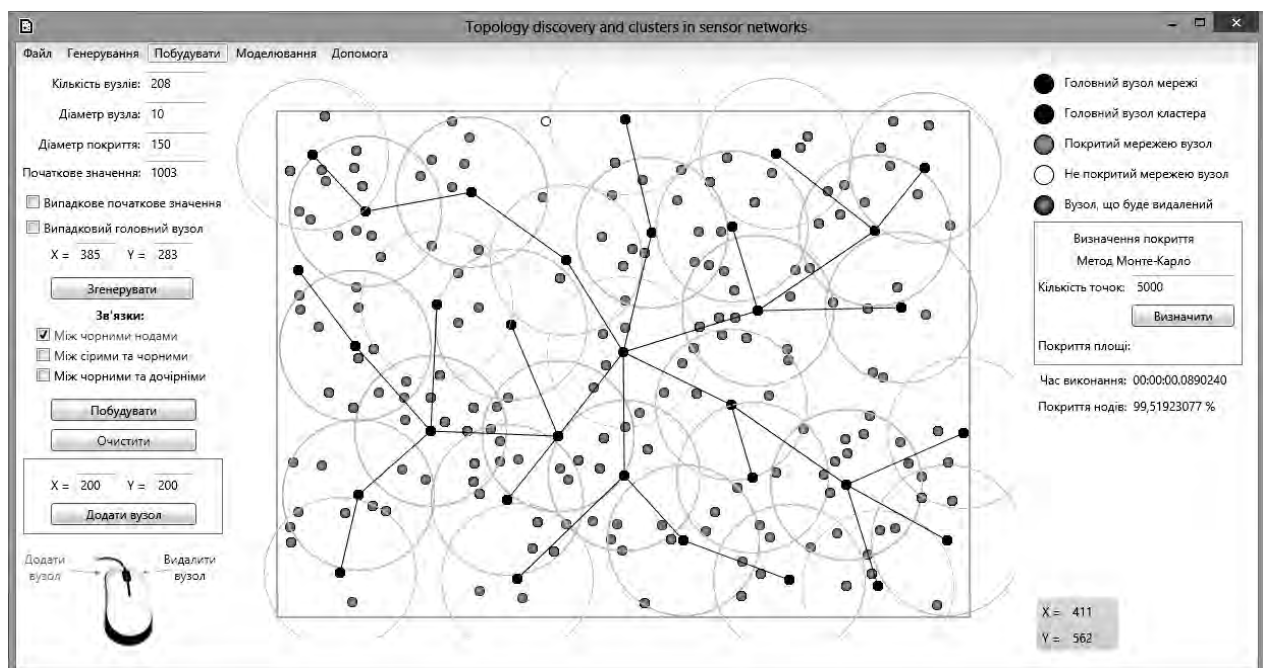 Topology discovery and clusters in sensor networks
Файл Генерування Побудувати Моделювання Допомога
Кількість вузлів: 208
Діаметр вузла: 10
Діаметр покриття: 150
Початкове значення: 1003
Випадкове початкове значення
Випадковий головний вузол
X = 385 Y = 283
Згенерувати
Зв'язки:
Між чорними нодами
Між сірими та чорними
Між чорними та дочірніми
Побудувати
Очистити
X = 200 Y = 200
Додати вузол
Додати вузол
Видалити вузол
Головний вузол мережі
Головний вузол кластера
Покритий мережею вузол
Не покритий мережею вузол
Вузол, що буде видалений
Визначення покриття
Метод Монте-Карло
Кількість точок: 5000
Визначити
Покриття площі:
Час виконання: 00:00:00.0890240
Покриття нодів: 99,51923077 %
X = 411
Y = 562